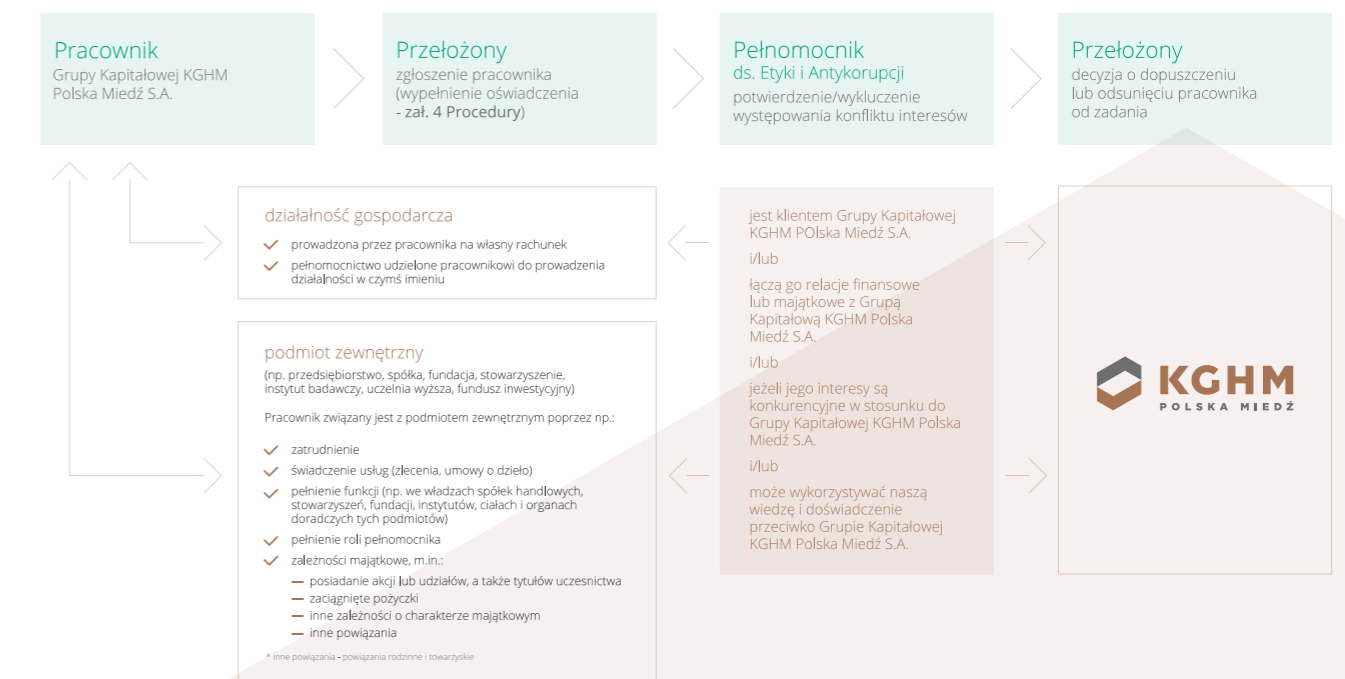 Pracownik
Grupy Kapitałowej KGHM
Polska Miedź S.A.
Przełożony
zgłoszenie pracownika
(wypełnienie oświadczenia
- zał. 4 Procedury)
Pełnomocnik
ds. Etyki i Antykorupcji
potwierdzenie/wykluczenie
występowania konfliktu interesów
Przełożony
decyzja o dopuszczeniu
lub odsunięciu pracownika
od zadania
działalność gospodarcza
prowadzona przez pracownika na własny rachunek
pełnomocnictwo udzielone pracownikowi do prowadzenia
działalności w czymś imieniu
podmiot zewnętrzny
(np. przedsiębiorstwo, spółka, fundacja, stowarzyszenie,
instytut badawczy, uczelnia wyższa, fundusz inwestycyjny)
Pracownik związany jest z podmiotem zewnętrznym poprzez np.:
zatrudnienie
świadczenie usług (zlecenia, umowy o dzieło)
pełnienie funkcji (np. we władzach spółek handlowych,
stowarzyszeń, fundacji, instytutów, ciałach i organach
doradczych tych podmiotów)
pełnienie roli pełnomocnika
zależności majątkowe, m.in.:
— posiadanie akcji lub udziałów, a także tytułów uczesnictwa
— zaciągnięte pożyczki
— inne zależności o charakterze majątkowym
— inne powiązania
* inne powiązania - powiązania rodzinne i towarzyskie
jest klientem Grupy Kapitałowej
KGHM POlska Miedź S.A.
i/lub
łączą go relacje finansowe
lub majątkowe z Grupą
Kapitałową KGHM Polska
Miedź S.A.
i/lub
jeżeli jego interesy są
konkurencyjne w stosunku do
Grupy Kapitałowej KGHM Polska
Miedź S.A.
i/lub
może wykorzystywać naszą
wiedzę i doświadczenie
przeciwko Grupie Kapitałowej
KGHM Polska Miedź S.A.
KGHM
POLSKA MIEDŹ